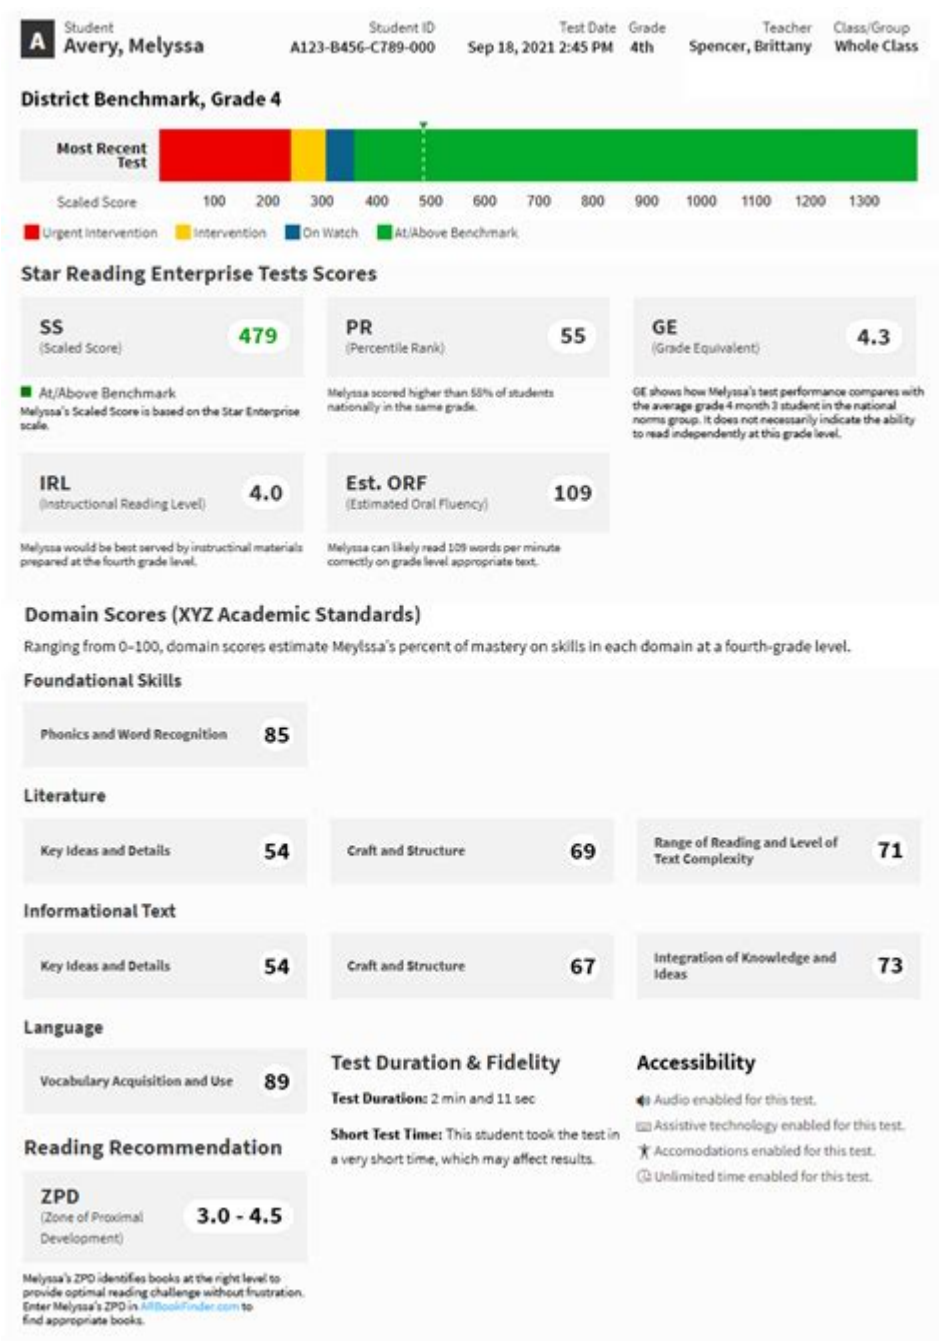 A
Student
Avery, Melyssa
Student ID
A123-B456-C789-000
Test Date
Sep 18, 2021 2:45 PM
Grade
4th
Teacher
Spencer, Brittany
Class/Group
Whole Class
District Benchmark, Grade 4
Most Recent
Test
Scaled Score 100 200 300 400 500 600 700 800 900 1000 1100 1200 1300
Urgent Intervention Intervention On Watch At/Above Benchmark
Star Reading Enterprise Tests Scores
SS
(Scaled Score)
479
At/Above Benchmark
Melyssa's Scaled Score is based on the Star Enterprise
scale.
PR
(Percentile Rank)
55
Melyssa scored higher than 55% of students
nationally in the same grade.
GE
(Grade Equivalent)
4.3
GE shows how Melyssa's test performance compares with
the average grade 4 month 3 student in the national
norms group. It does not necessarily indicate the ability
to read independently at this grade level.
IRL
(Instructional Reading Level)
4.0
Melyssa would be best served by instructinal materials
prepared at the fourth grade level.
Est. ORF
(Estimated Oral Fluency)
109
Melyssa can likely read 109 words per minute
correctly on grade level appropriate text.
Domain Scores (XYZ Academic Standards)
Ranging from 0–100, domain scores estimate Meylssa's percent of mastery on skills in each domain at a fourth-grade level.
Foundational Skills
Phonics and Word Recognition 85
Literature
Key Ideas and Details 54
Craft and Structure 69
Range of Reading and Level of
Text Complexity
71
Informational Text
Key Ideas and Details 54
Craft and Structure 67
Integration of Knowledge and
Ideas
73
Language
Vocabulary Acquisition and Use 89
Reading Recommendation
ZPD
(Zone of Proximal
Development)
3.0 - 4.5
Melyssa's ZPD identifies books at the right level to
provide optimal reading challenge without frustration.
Enter Melyssa's ZPD in ARBookFinder.com to
find appropriate books.
Test Duration & Fidelity
Test Duration: 2 min and 11 sec
Short Test Time: This student took the test in
a very short time, which may affect results.
Accessibility
Audio enabled for this test.
Assistive technology enabled for this test.
Accomodations enabled for this test.
Unlimited time enabled for this test.